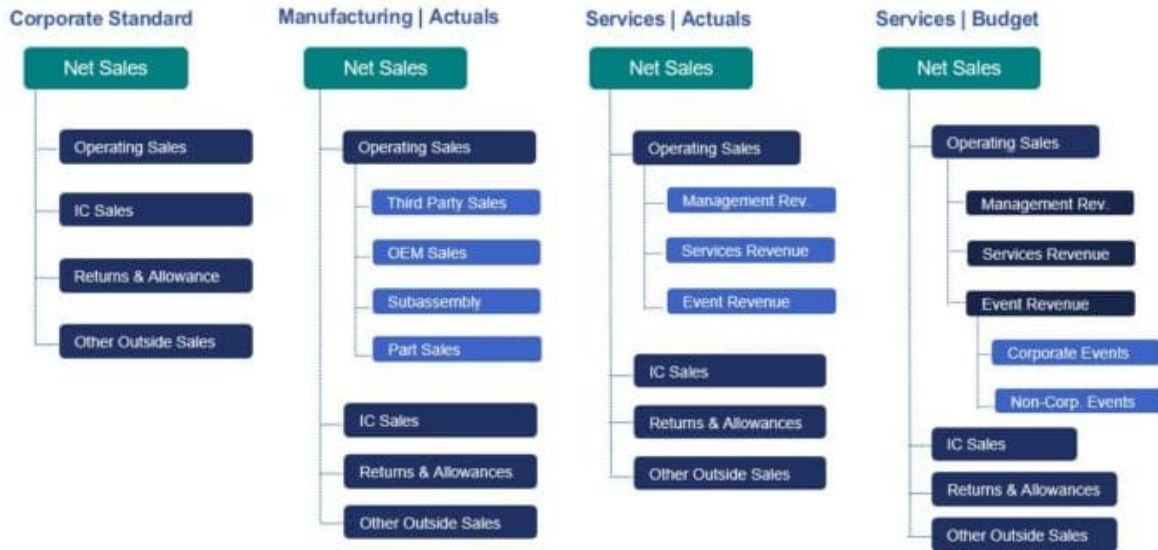 Corporate Standard
Net Sales
Operating Sales
IC Sales
Returns & Allowance
Other Outside Sales
Manufacturing | Actuals
Net Sales
Operating Sales
Third Party Sales
OEM Sales
Subassembly
Part Sales
IC Sales
Returns & Allowances
Other Outside Sales
Services | Actuals
Net Sales
Operating Sales
Management Rev.
Services Revenue
Event Revenue
IC Sales
Returns & Allowances
Other Outside Sales
Services | Budget
Net Sales
Operating Sales
Management Rev.
Services Revenue
Event Revenue
Corporate Events
Non-Corp. Events
IC Sales
Returns & Allowances
Other Outside Sales